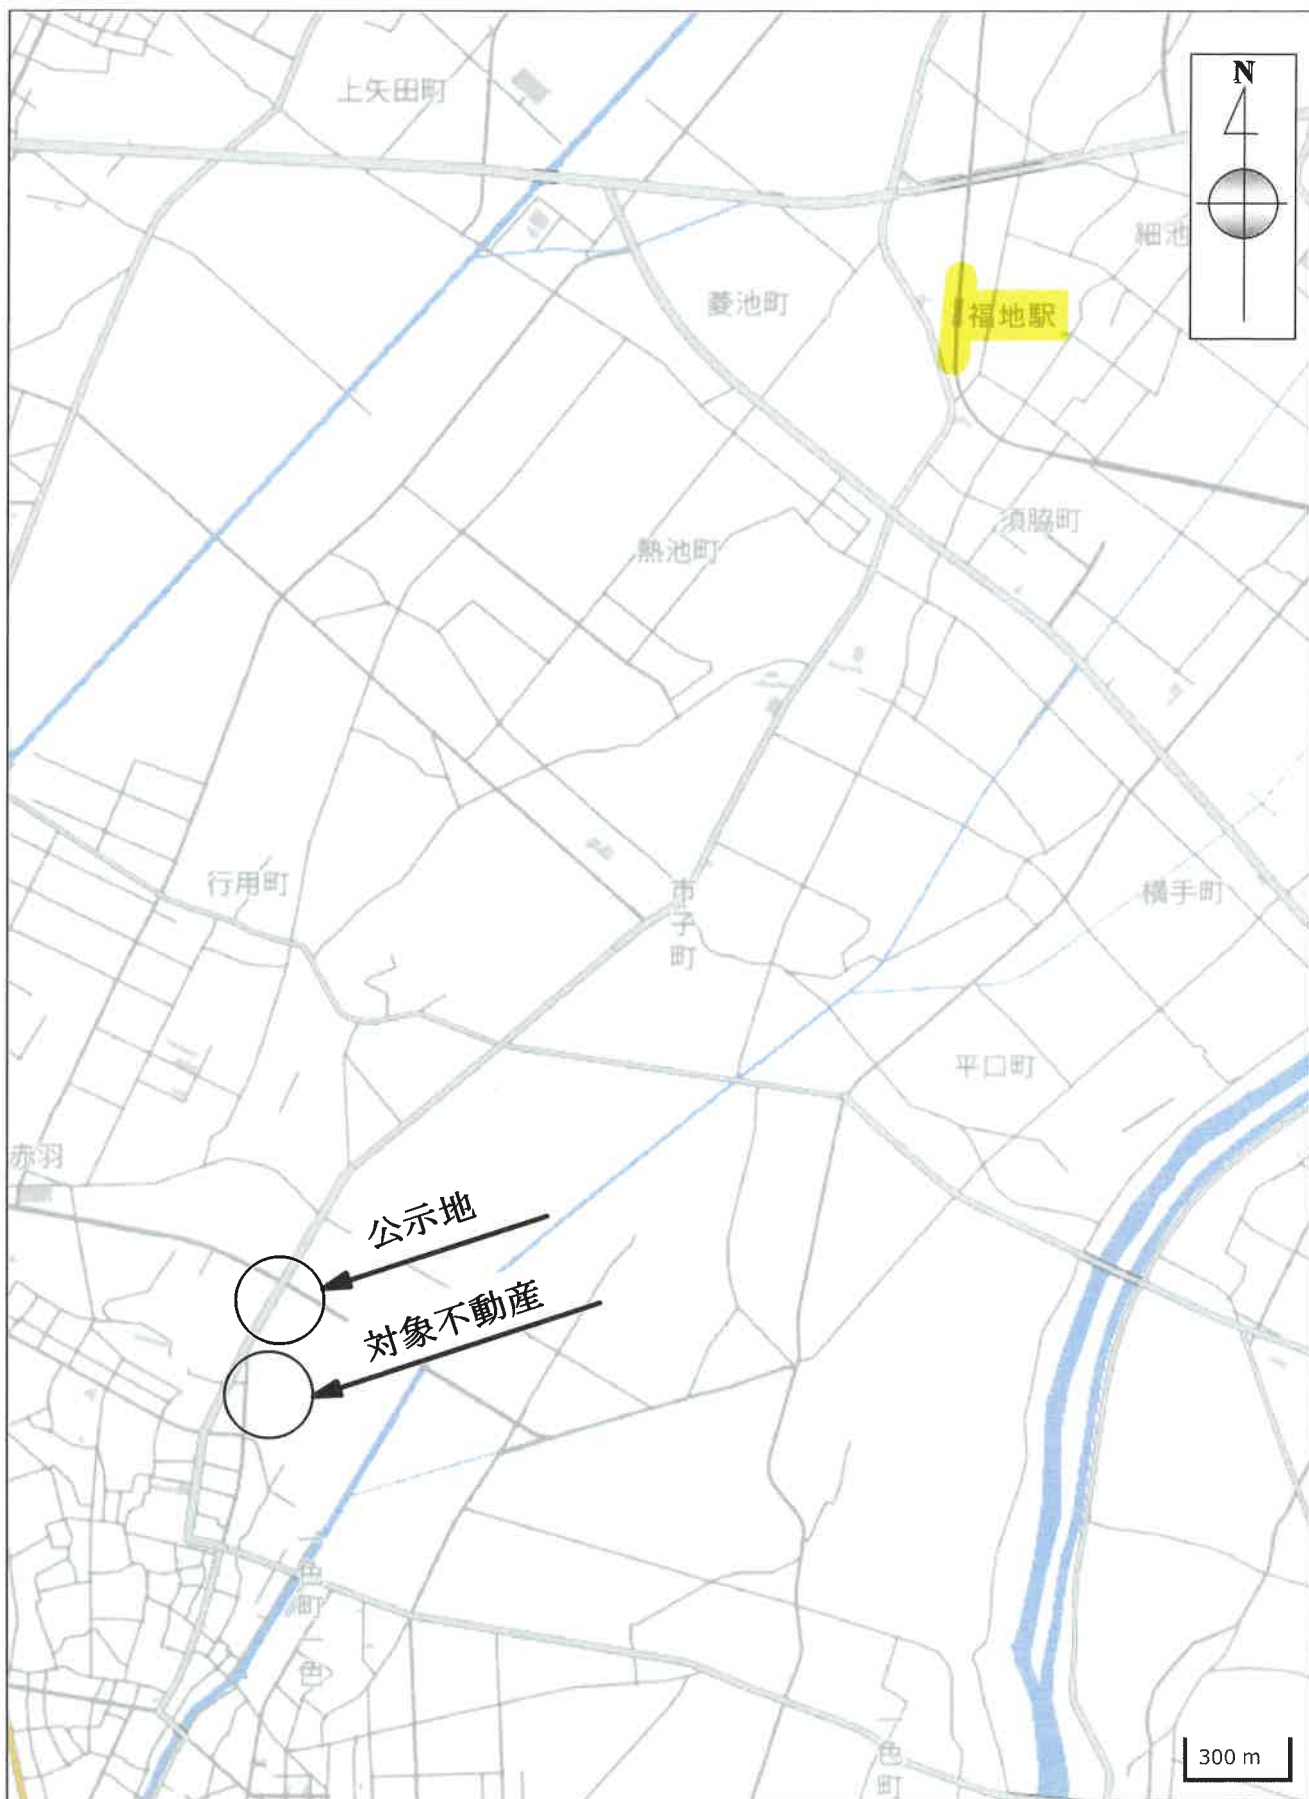 上矢田町
N
細池
菱池町
福地駅
須脇町
熱池町
行用町
市子町
横手町
平口町
赤羽
公示地
対象不動産
一色町一色
一色町
300 m